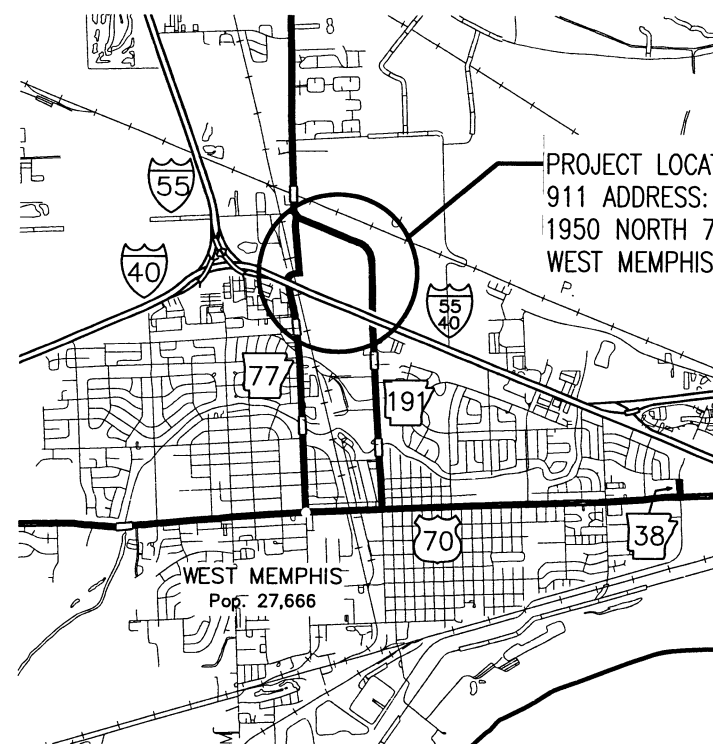 PROJECT LOCAT
911 ADDRESS:
1950 NORTH 7
WEST MEMPHIS
55
40
55
40
P.
77
191
70
38
WEST MEMPHIS
Pop. 27,666
M